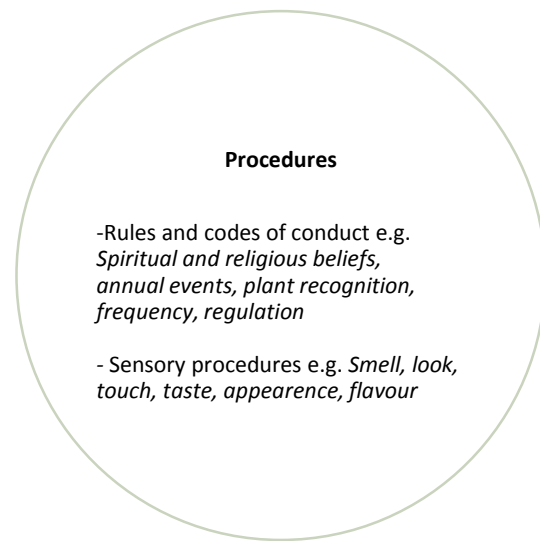 Procedures
-Rules and codes of conduct e.g.
Spiritual and religious beliefs,
annual events, plant recognition,
frequency, regulation
- Sensory procedures e.g. Smell, look,
touch, taste, appearence, flavour